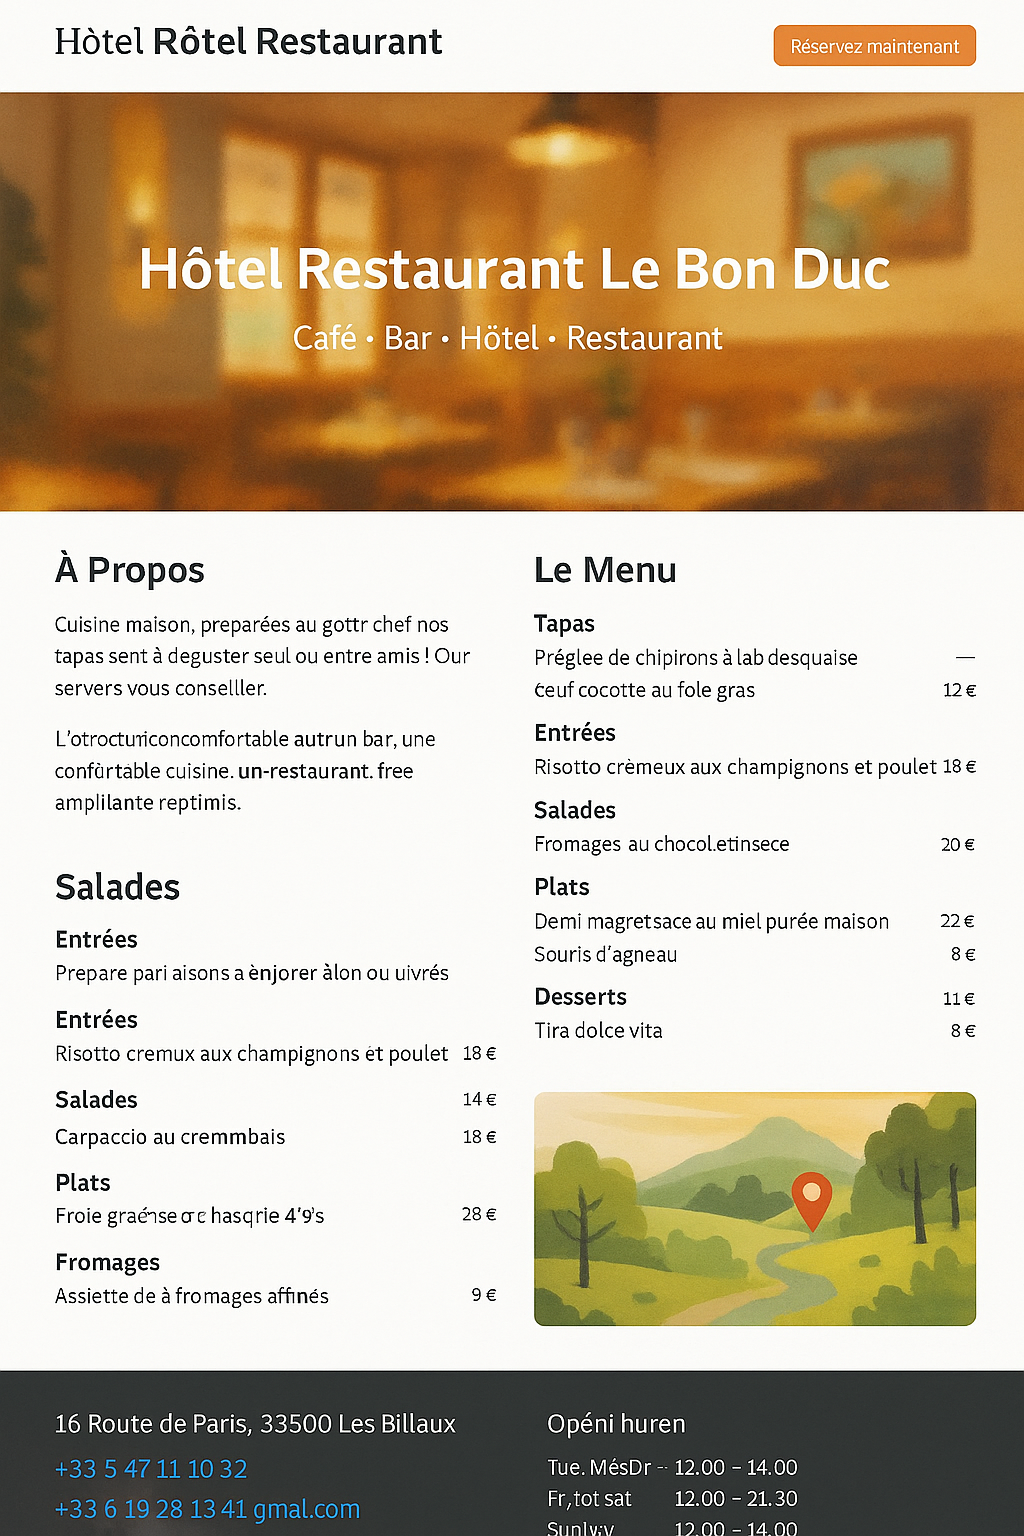 Hòtel Rôtel Restaurant
Réservez maintenant
Hôtel Restaurant Le Bon Duc
Café • Bar • Hötel • Restaurant
À Propos
Cuisine maison, preparées au gottr chef nos
tapas sent à deguster seul ou entre amis ! Our
servers vous conselller.
L'otrocturiconcomfortable autrun bar, une
confùrtable cuisine. un-restaurant. free
amplilante reptimis.
Salades
Entrées
Prepare pari aisons a ènjorer àlon ou uivrés
Entrées
Risotto cremux aux champignons et poulet 18 €
Salades 14 €
Carpaccio au cremmbais 18 €
Plats
Froie hasqrie 4'9's 28 €
Fromages
Assiette de à fromages affinés 9 €
Le Menu
Tapas
Préglee de chipirons à lab desquaise —
œuf cocotte au fole gras 12 €
Entrées
Risotto crèmeux aux champignons et poulet 18 €
Salades
Fromages au chocol.etinsece 20 €
Plats
Demi magretsace au miel purée maison 22 €
Souris d'agneau 8 €
Desserts 11 €
Tira dolce vita 8 €
16 Route de Paris, 33500 Les Billaux
+33 5 47 11 10 32
+33 6 19 28 13 41 gmal.com
Opéni huren
Tue. MésDr -- 12.00 – 14.00
Fr,tot sat 12.00 – 21.30
12.00 – 14.00